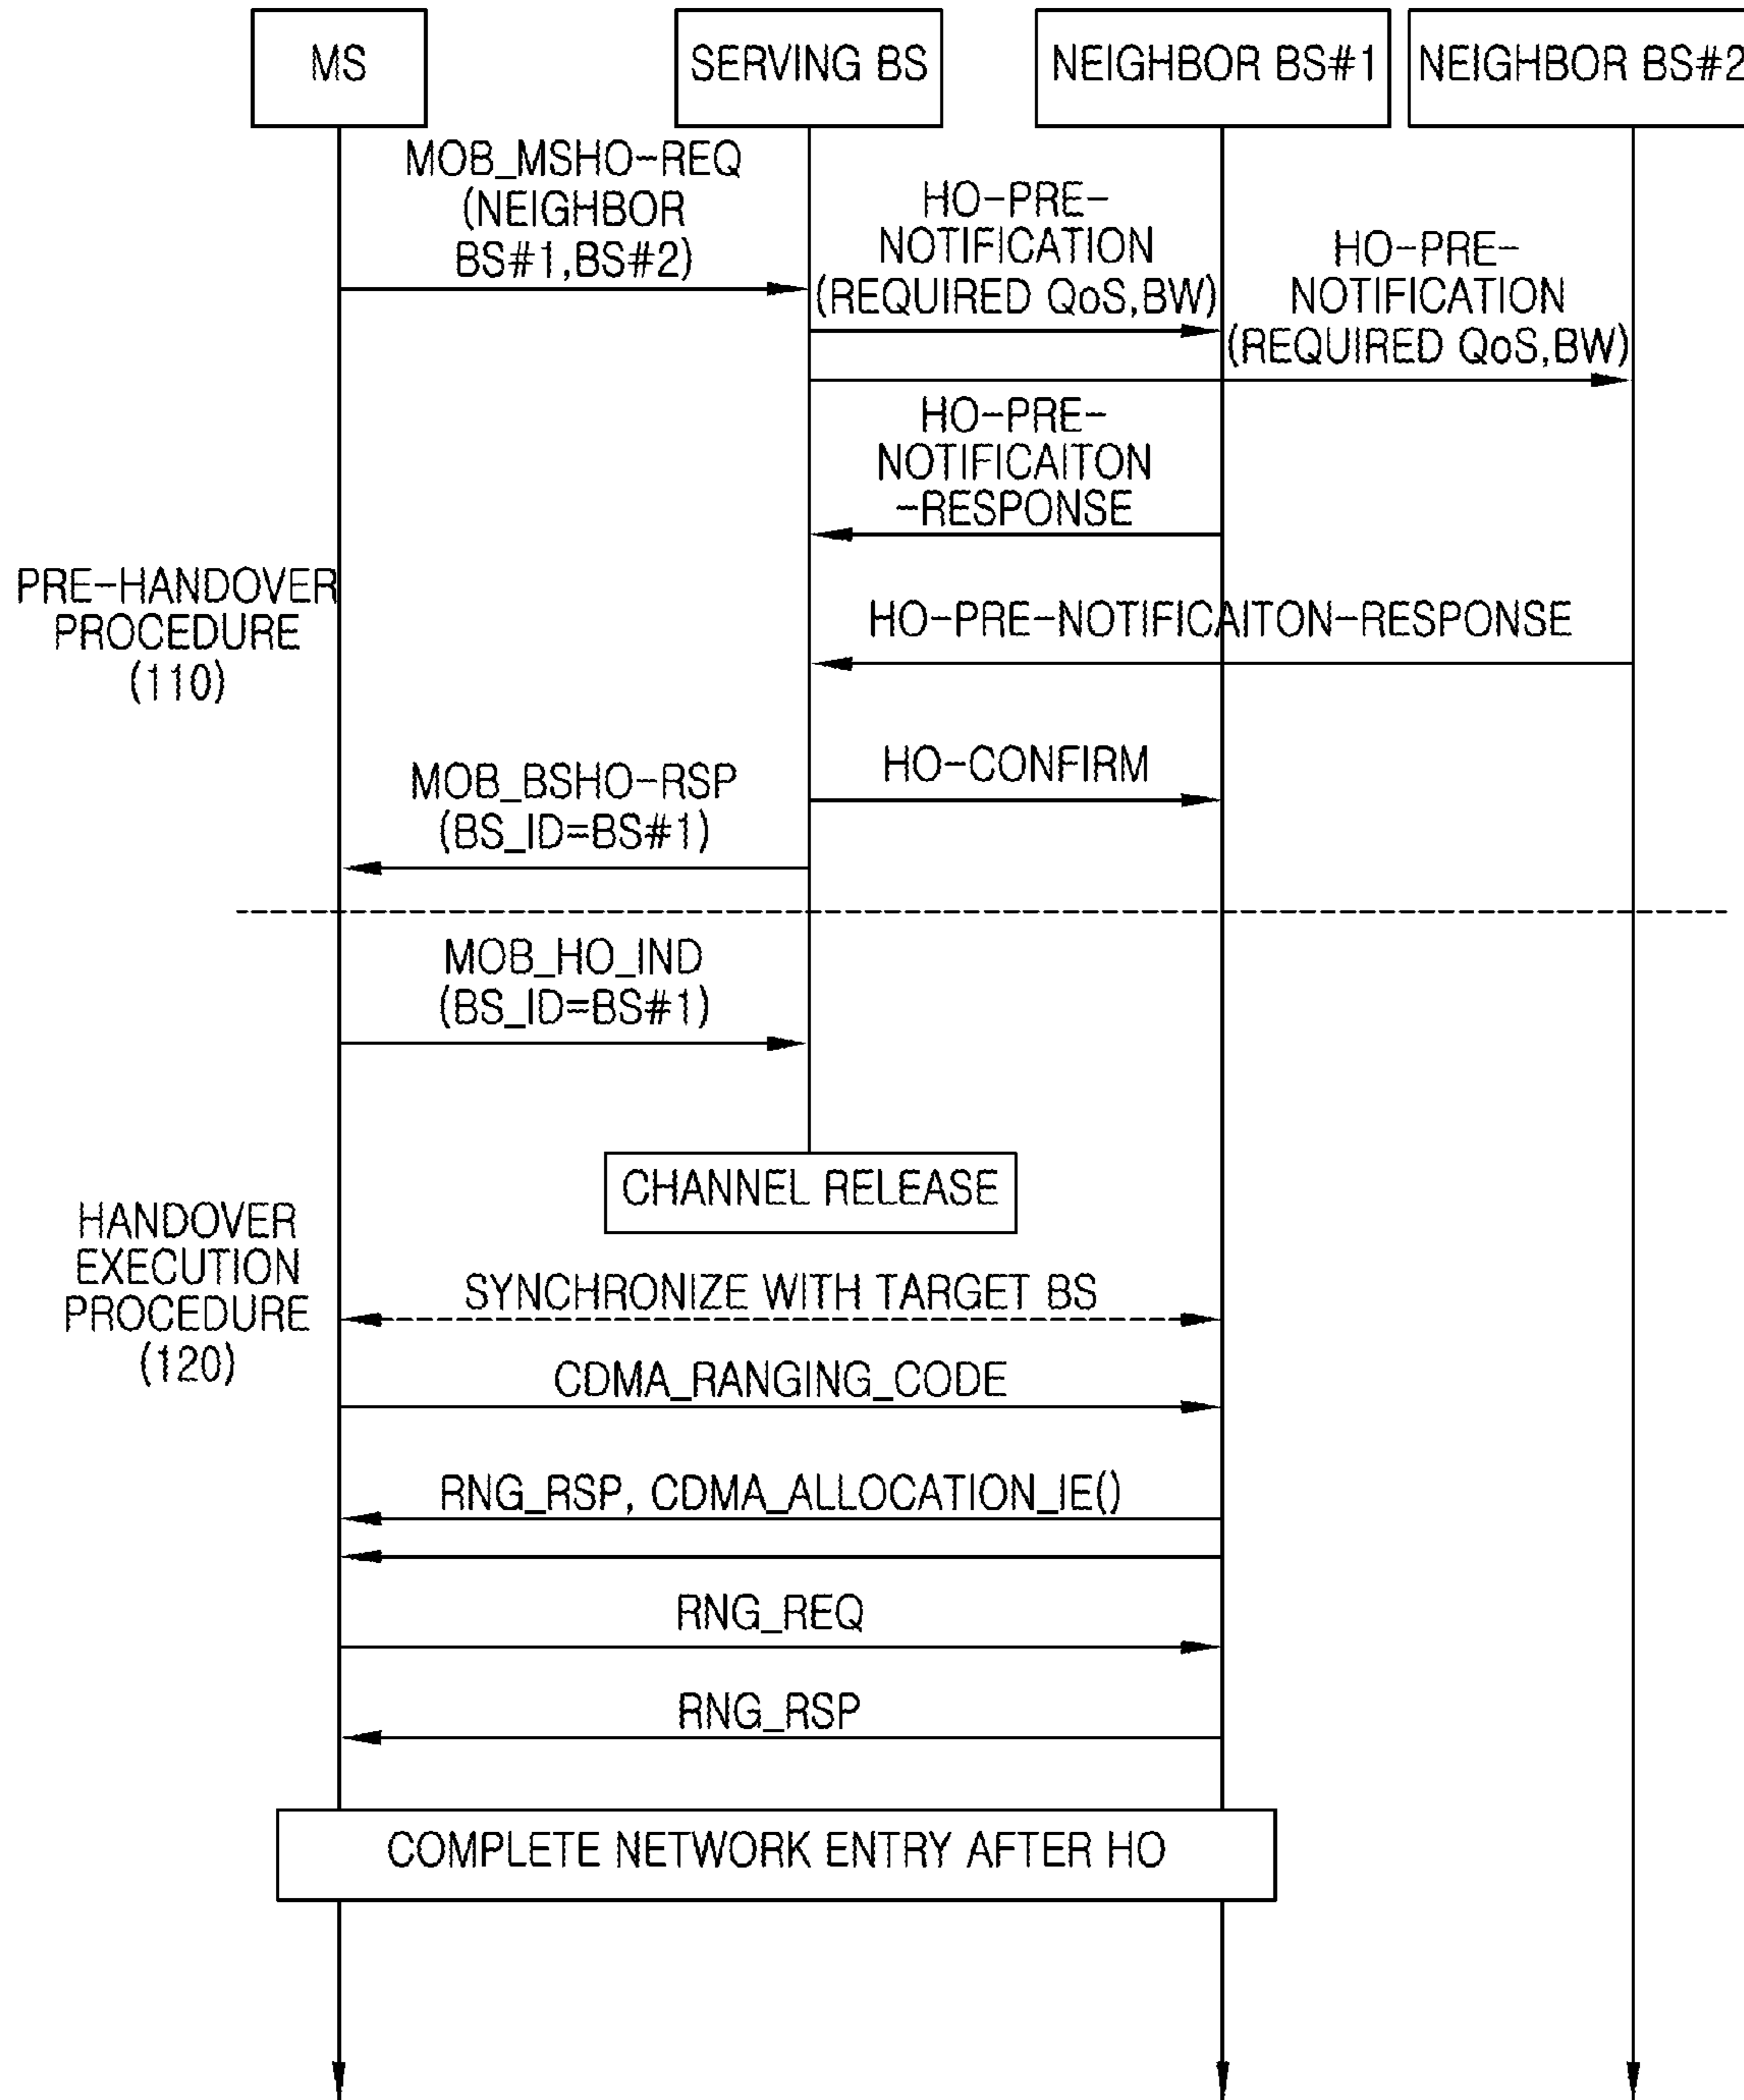 MS
SERVING BS
NEIGHBOR BS#1
NEIGHBOR BS#2
MOB_MSHO-REQ
(NEIGHBOR
BS#1,BS#2)
HO-PRE-
NOTIFICATION
(REQUIRED QoS,BW)
HO-PRE-
NOTIFICATION
(REQUIRED QoS,BW)
HO-PRE-
NOTIFICAITON
-RESPONSE
PRE-HANDOVER
PROCEDURE
(110)
HO-PRE-NOTIFICAITON-RESPONSE
HO-CONFIRM
MOB_BSHO-RSP
(BS_ID=BS#1)
MOB_HO_IND
(BS_ID=BS#1)
CHANNEL RELEASE
HANDOVER
EXECUTION
PROCEDURE
(120)
SYNCHRONIZE WITH TARGET BS
CDMA_RANGING_CODE
RNG_RSP, CDMA_ALLOCATION_IE()
RNG_REQ
RNG_RSP
COMPLETE NETWORK ENTRY AFTER HO